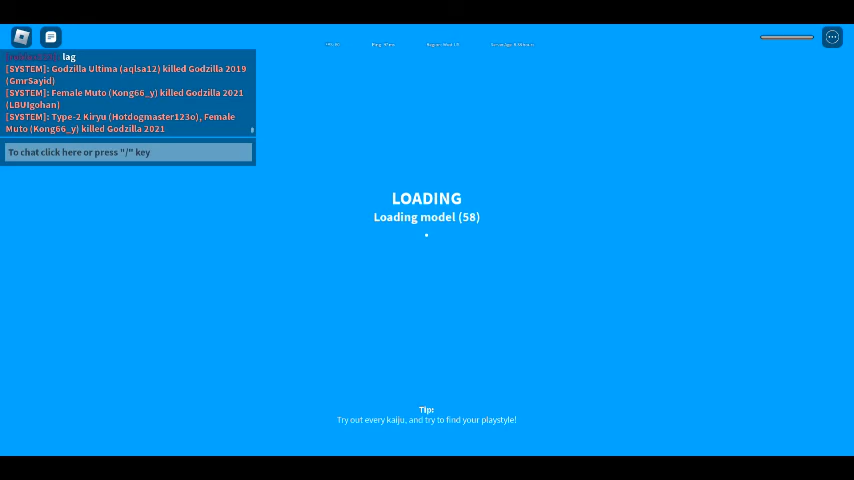 lag
[SYSTEM]: Godzilla Ultima (aqlsa12) killed Godzilla 2019
(GmrSayid)
[SYSTEM]: Female Muto (Kong66_y) killed Godzilla 2021
(LBUIgohan)
[SYSTEM]: Type-2 Kiryu (Hotdogmaster123o), Female
Muto (Kong66_y) killed Godzilla 2021
To chat click here or press "/" key
LOADING
Loading model (58)
Tip:
Try out every kaiju, and try to find your playstyle!